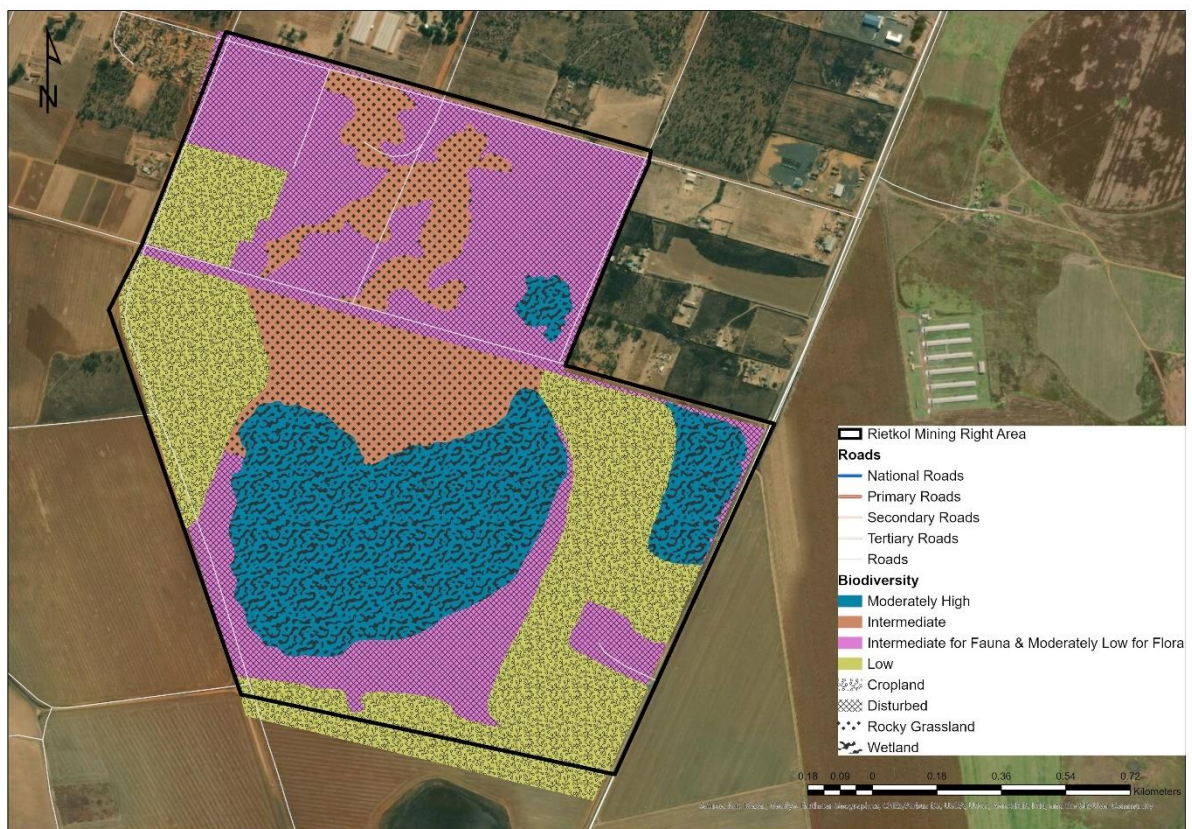 N
Rietkol Mining Right Area
Roads
National Roads
Primary Roads
Secondary Roads
Tertiary Roads
Roads
Biodiversity
Moderately High
Intermediate
Intermediate for Fauna & Moderately Low for Flora
Low
Cropland
Disturbed
Rocky Grassland
Wetland
0.18 0.09 0 0.18 0.36 0.54 0.72
Kilometers